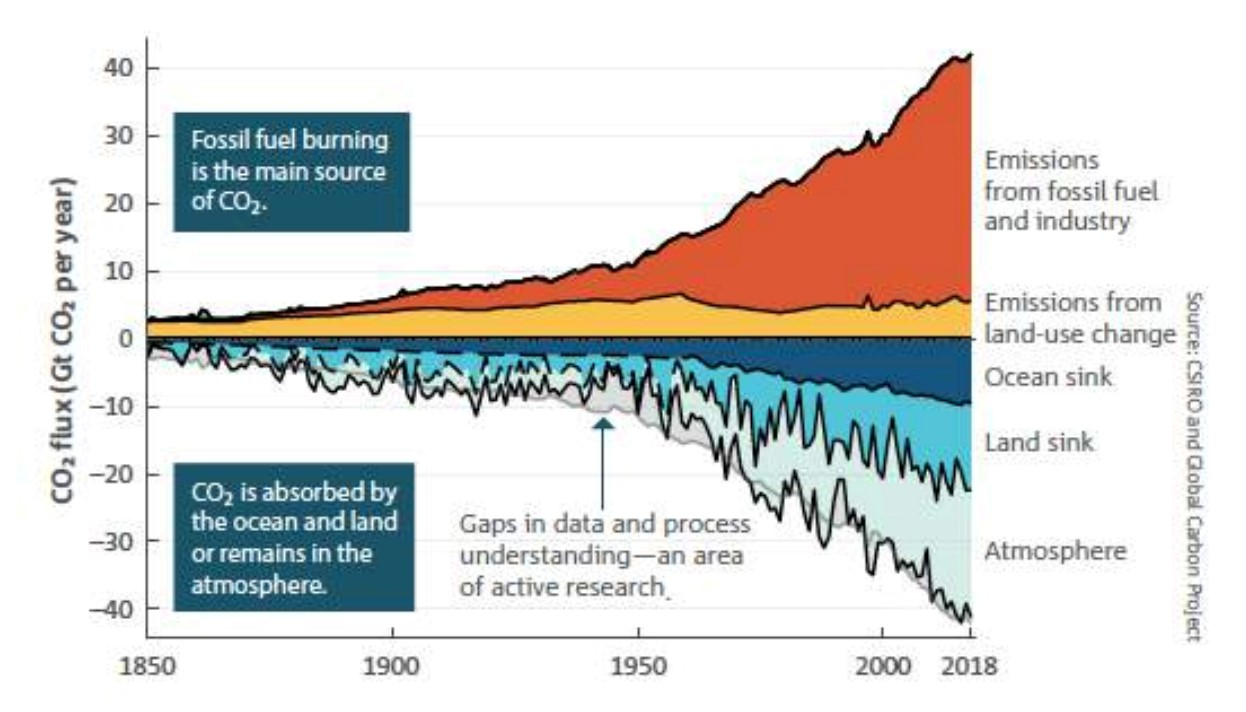 40
30
20
10
0
−10
−20
−30
−40
CO₂ flux (Gt CO₂ per year)
Fossil fuel burning
is the main source
of CO₂.
CO₂ is absorbed by
the ocean and land
or remains in the
atmosphere.
Gaps in data and process
understanding—an area
of active research.
Emissions
from fossil fuel
and industry
Emissions from
land-use change
Ocean sink
Land sink
Atmosphere
1850
1900
1950
2000
2018
Source: CSIRO and Global Carbon Project